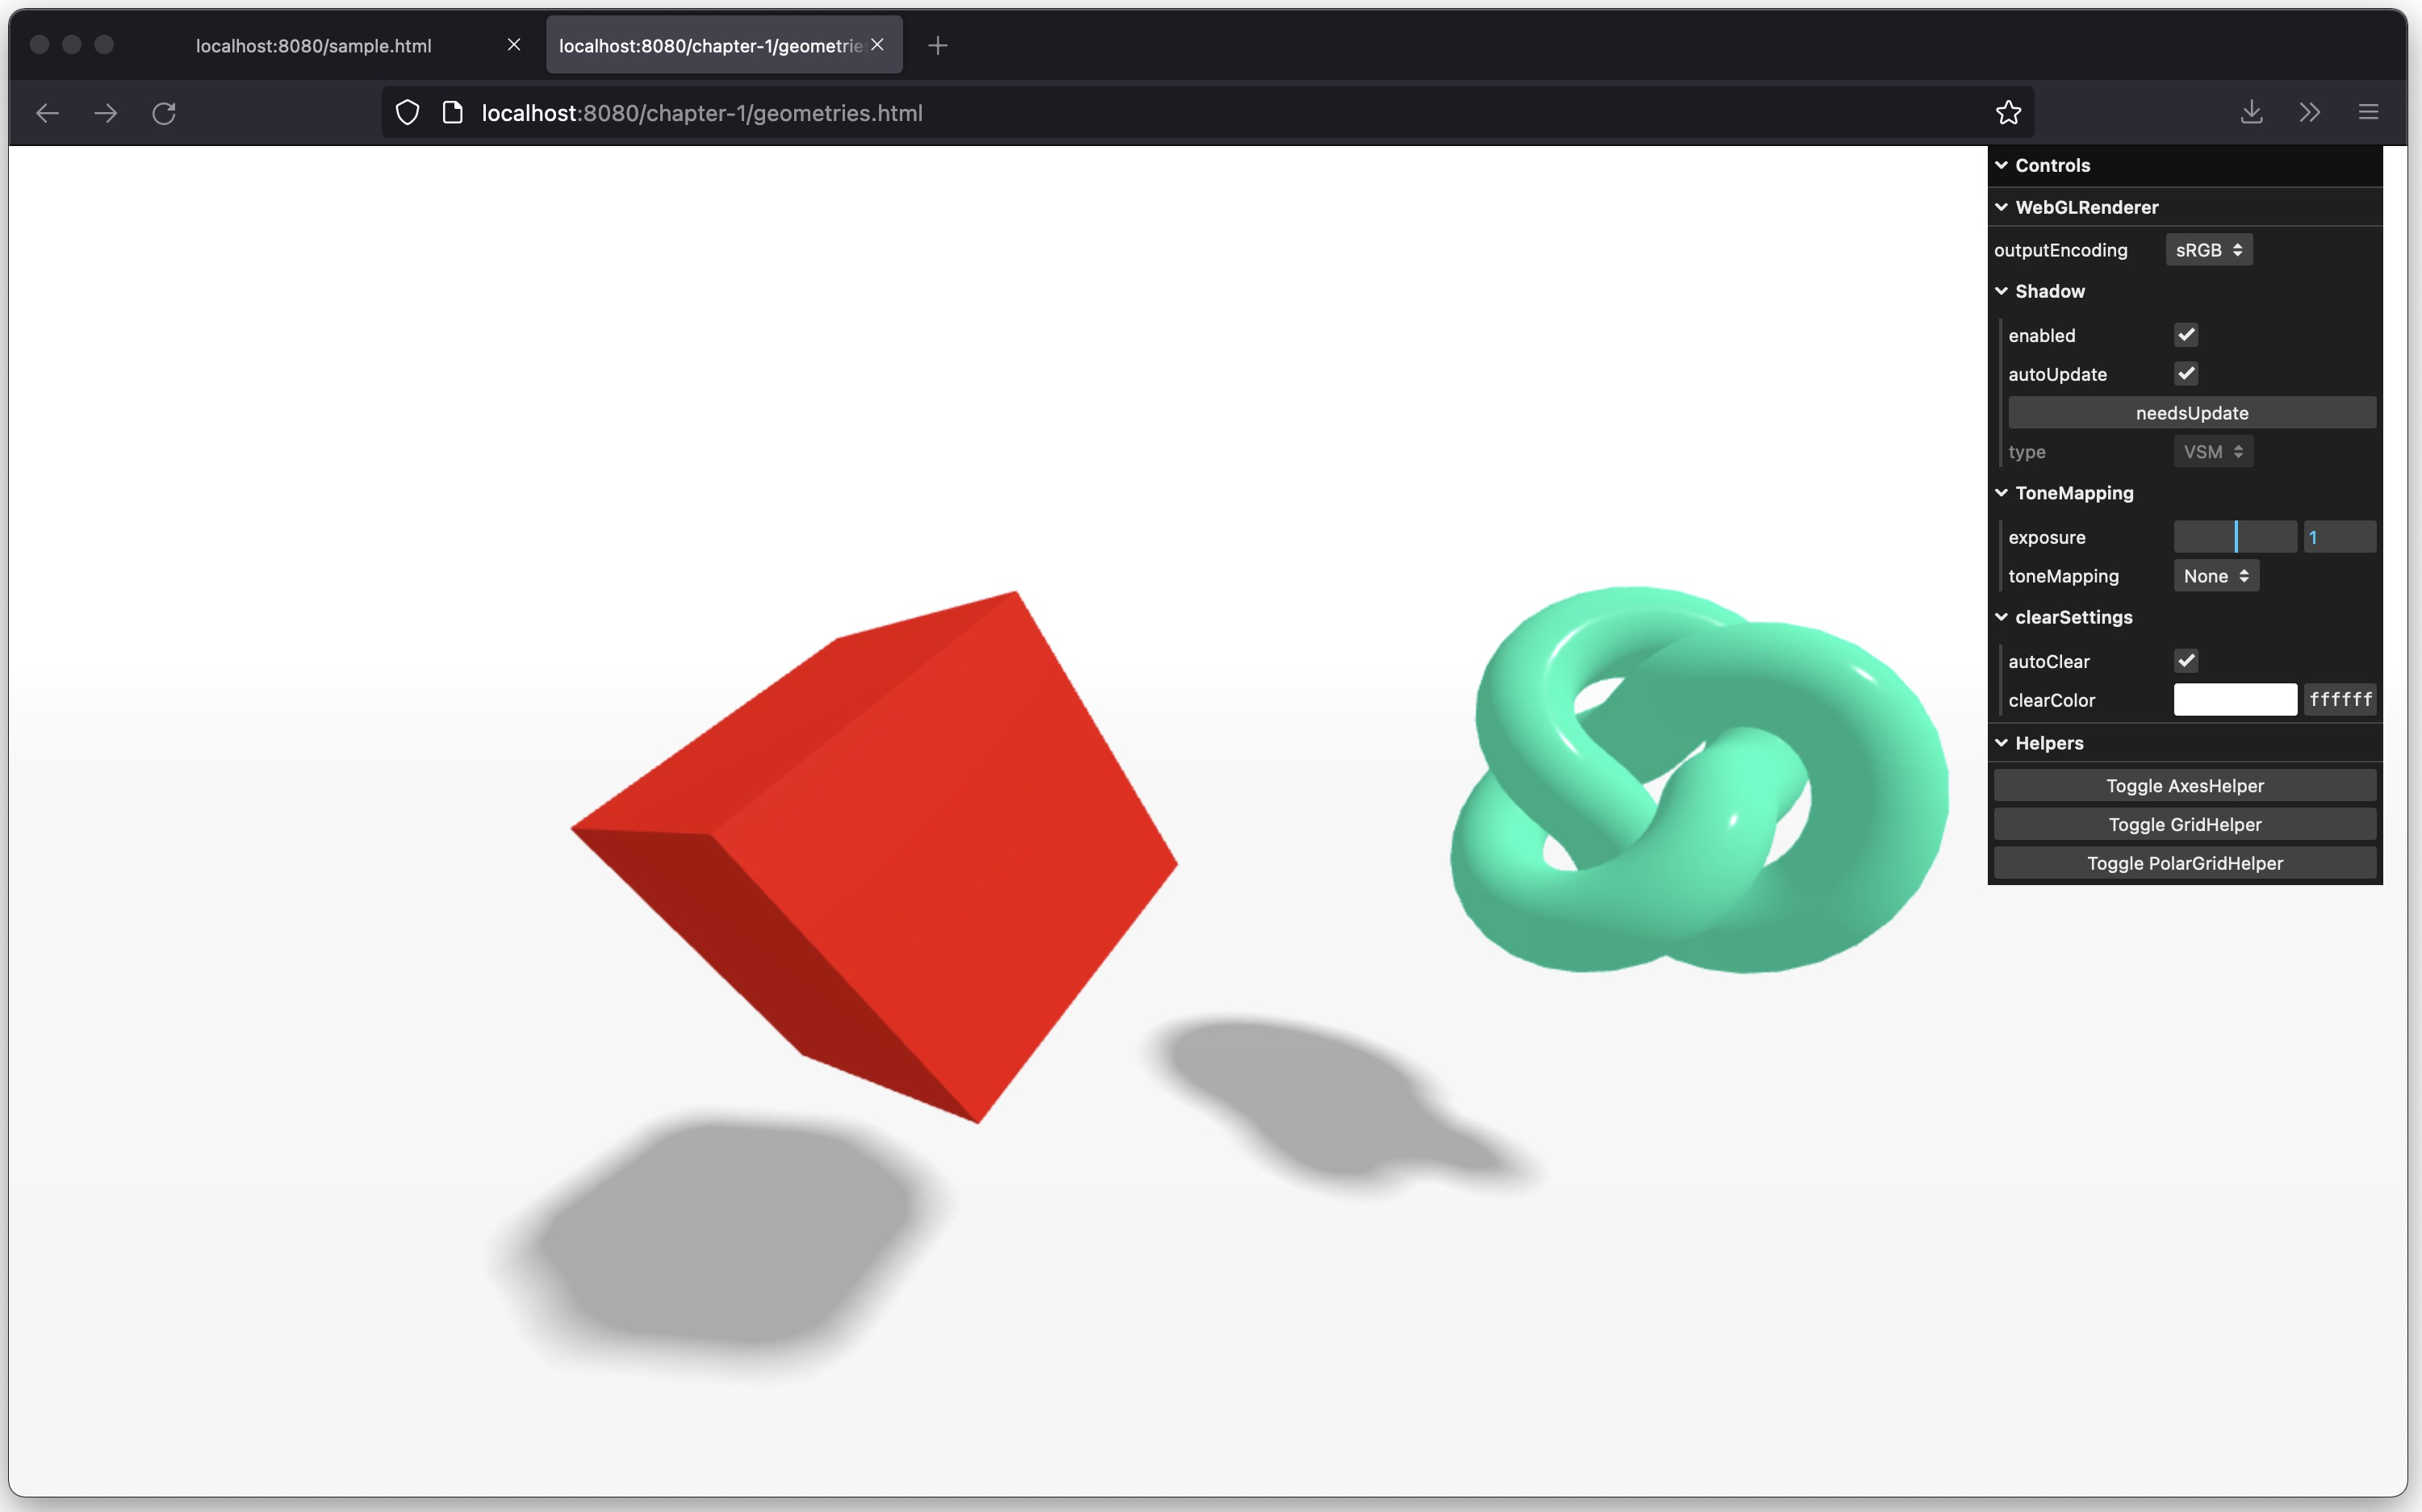 localhost:8080/sample.html
localhost:8080/chapter-1/geometrie
localhost:8080/chapter-1/geometries.html
Controls
WebGLRenderer
outputEncoding sRGB
Shadow
enabled
autoUpdate
needsUpdate
type VSM
ToneMapping
exposure 1
toneMapping None
clearSettings
autoClear
clearColor ffffff
Helpers
Toggle AxesHelper
Toggle GridHelper
Toggle PolarGridHelper